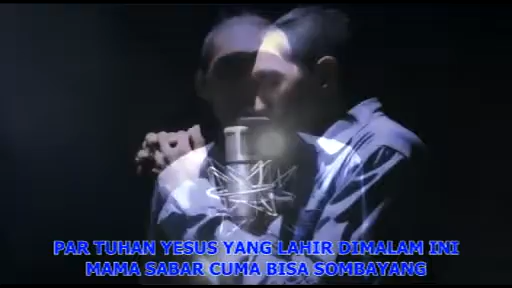 PAR TUHAN YESUS YANG LAHIR DIMALAM INI
MAMA SABAR CUMA BISA SOMBAYANG